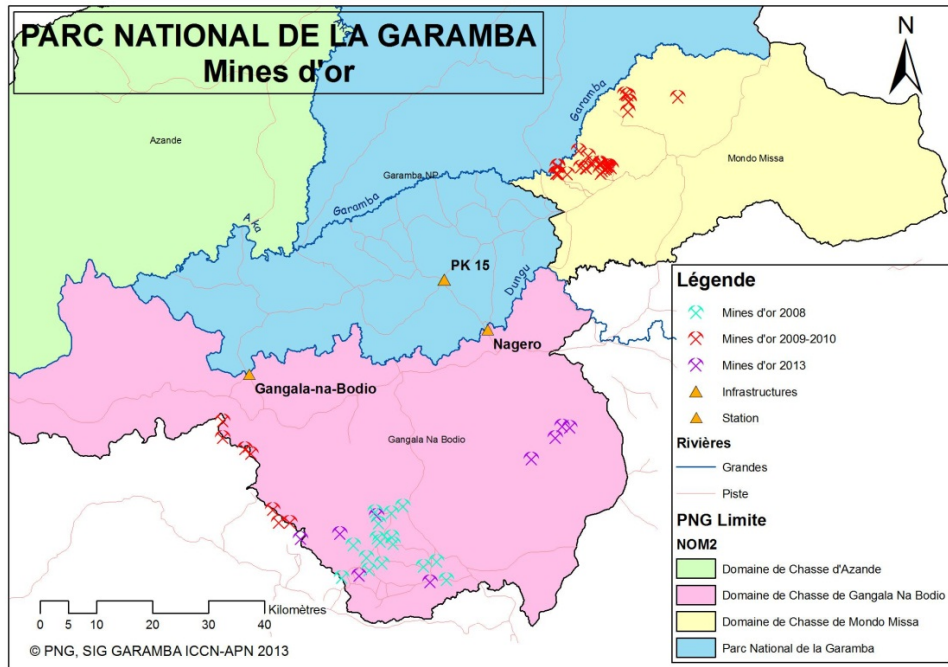 PARC NATIONAL DE LA GARAMBA
Mines d'or
N
Azande
Garamba
Mondo Missa
Garamba NP
Garamba
Aka
PK 15
Dungu
Nagero
Gangala-na-Bodio
Gangala Na Bodio
Légende
Mines d'or 2008
Mines d'or 2009-2010
Mines d'or 2013
Infrastructures
Station
Rivières
Grandes
Piste
PNG Limite
NOM2
Domaine de Chasse d'Azande
Domaine de Chasse de Gangala Na Bodio
Domaine de Chasse de Mondo Missa
Parc National de la Garamba
Kilomètres
0 5 10 20 30 40
© PNG, SIG GARAMBA ICCN-APN 2013